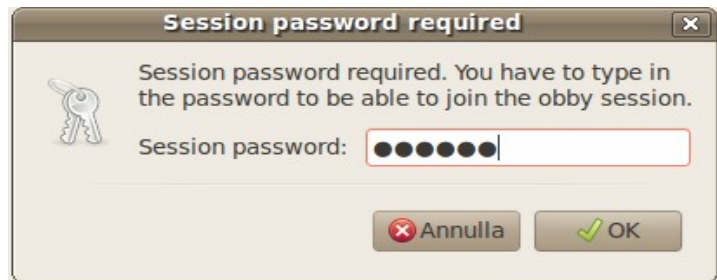 Session password required
Session password required. You have to type in
the password to be able to join the obby session.
Session password: ●●●●●●
Annulla OK